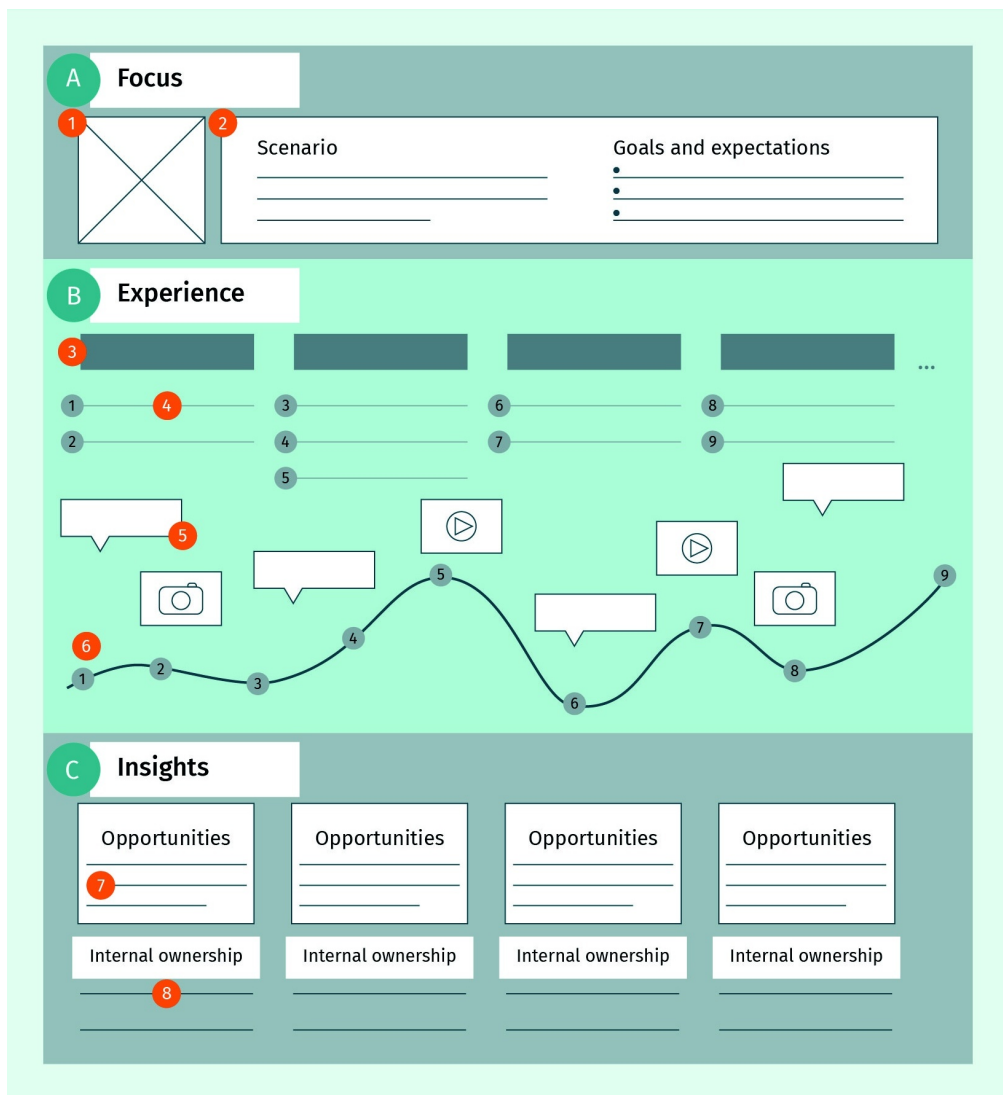 A Focus
1 2
Scenario Goals and expectations
B Experience
3
...
1 4 3 6 8
2 4 7 9
5
5
5 9
6 4 7
1 2 3 8
6
C Insights
Opportunities Opportunities Opportunities Opportunities
7
Internal ownership Internal ownership Internal ownership Internal ownership
8